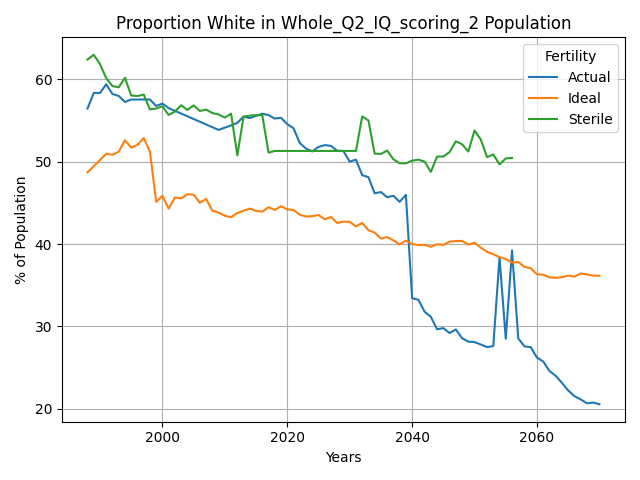 Proportion White in Whole_Q2_IQ_scoring_2 Population
Fertility
Actual
Ideal
Sterile
% of Population
60
50
40
30
20
2000
2020
2040
2060
Years